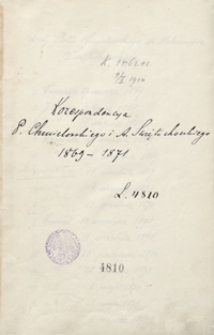 Korespondencya
P. Chmielowskiego i A. Świętochowskiego
1869 – 1871
L. 4810
4810